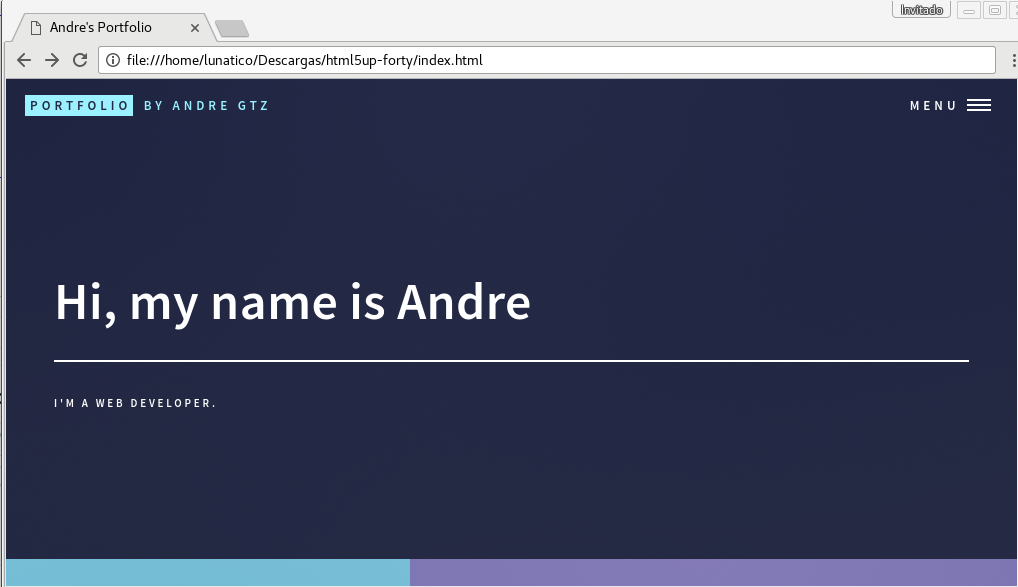 Invitado
Andre's Portfolio
file:///home/lunatico/Descargas/html5up-forty/index.html
PORTFOLIO BY ANDRE GTZ
MENU
Hi, my name is Andre
I'M A WEB DEVELOPER.